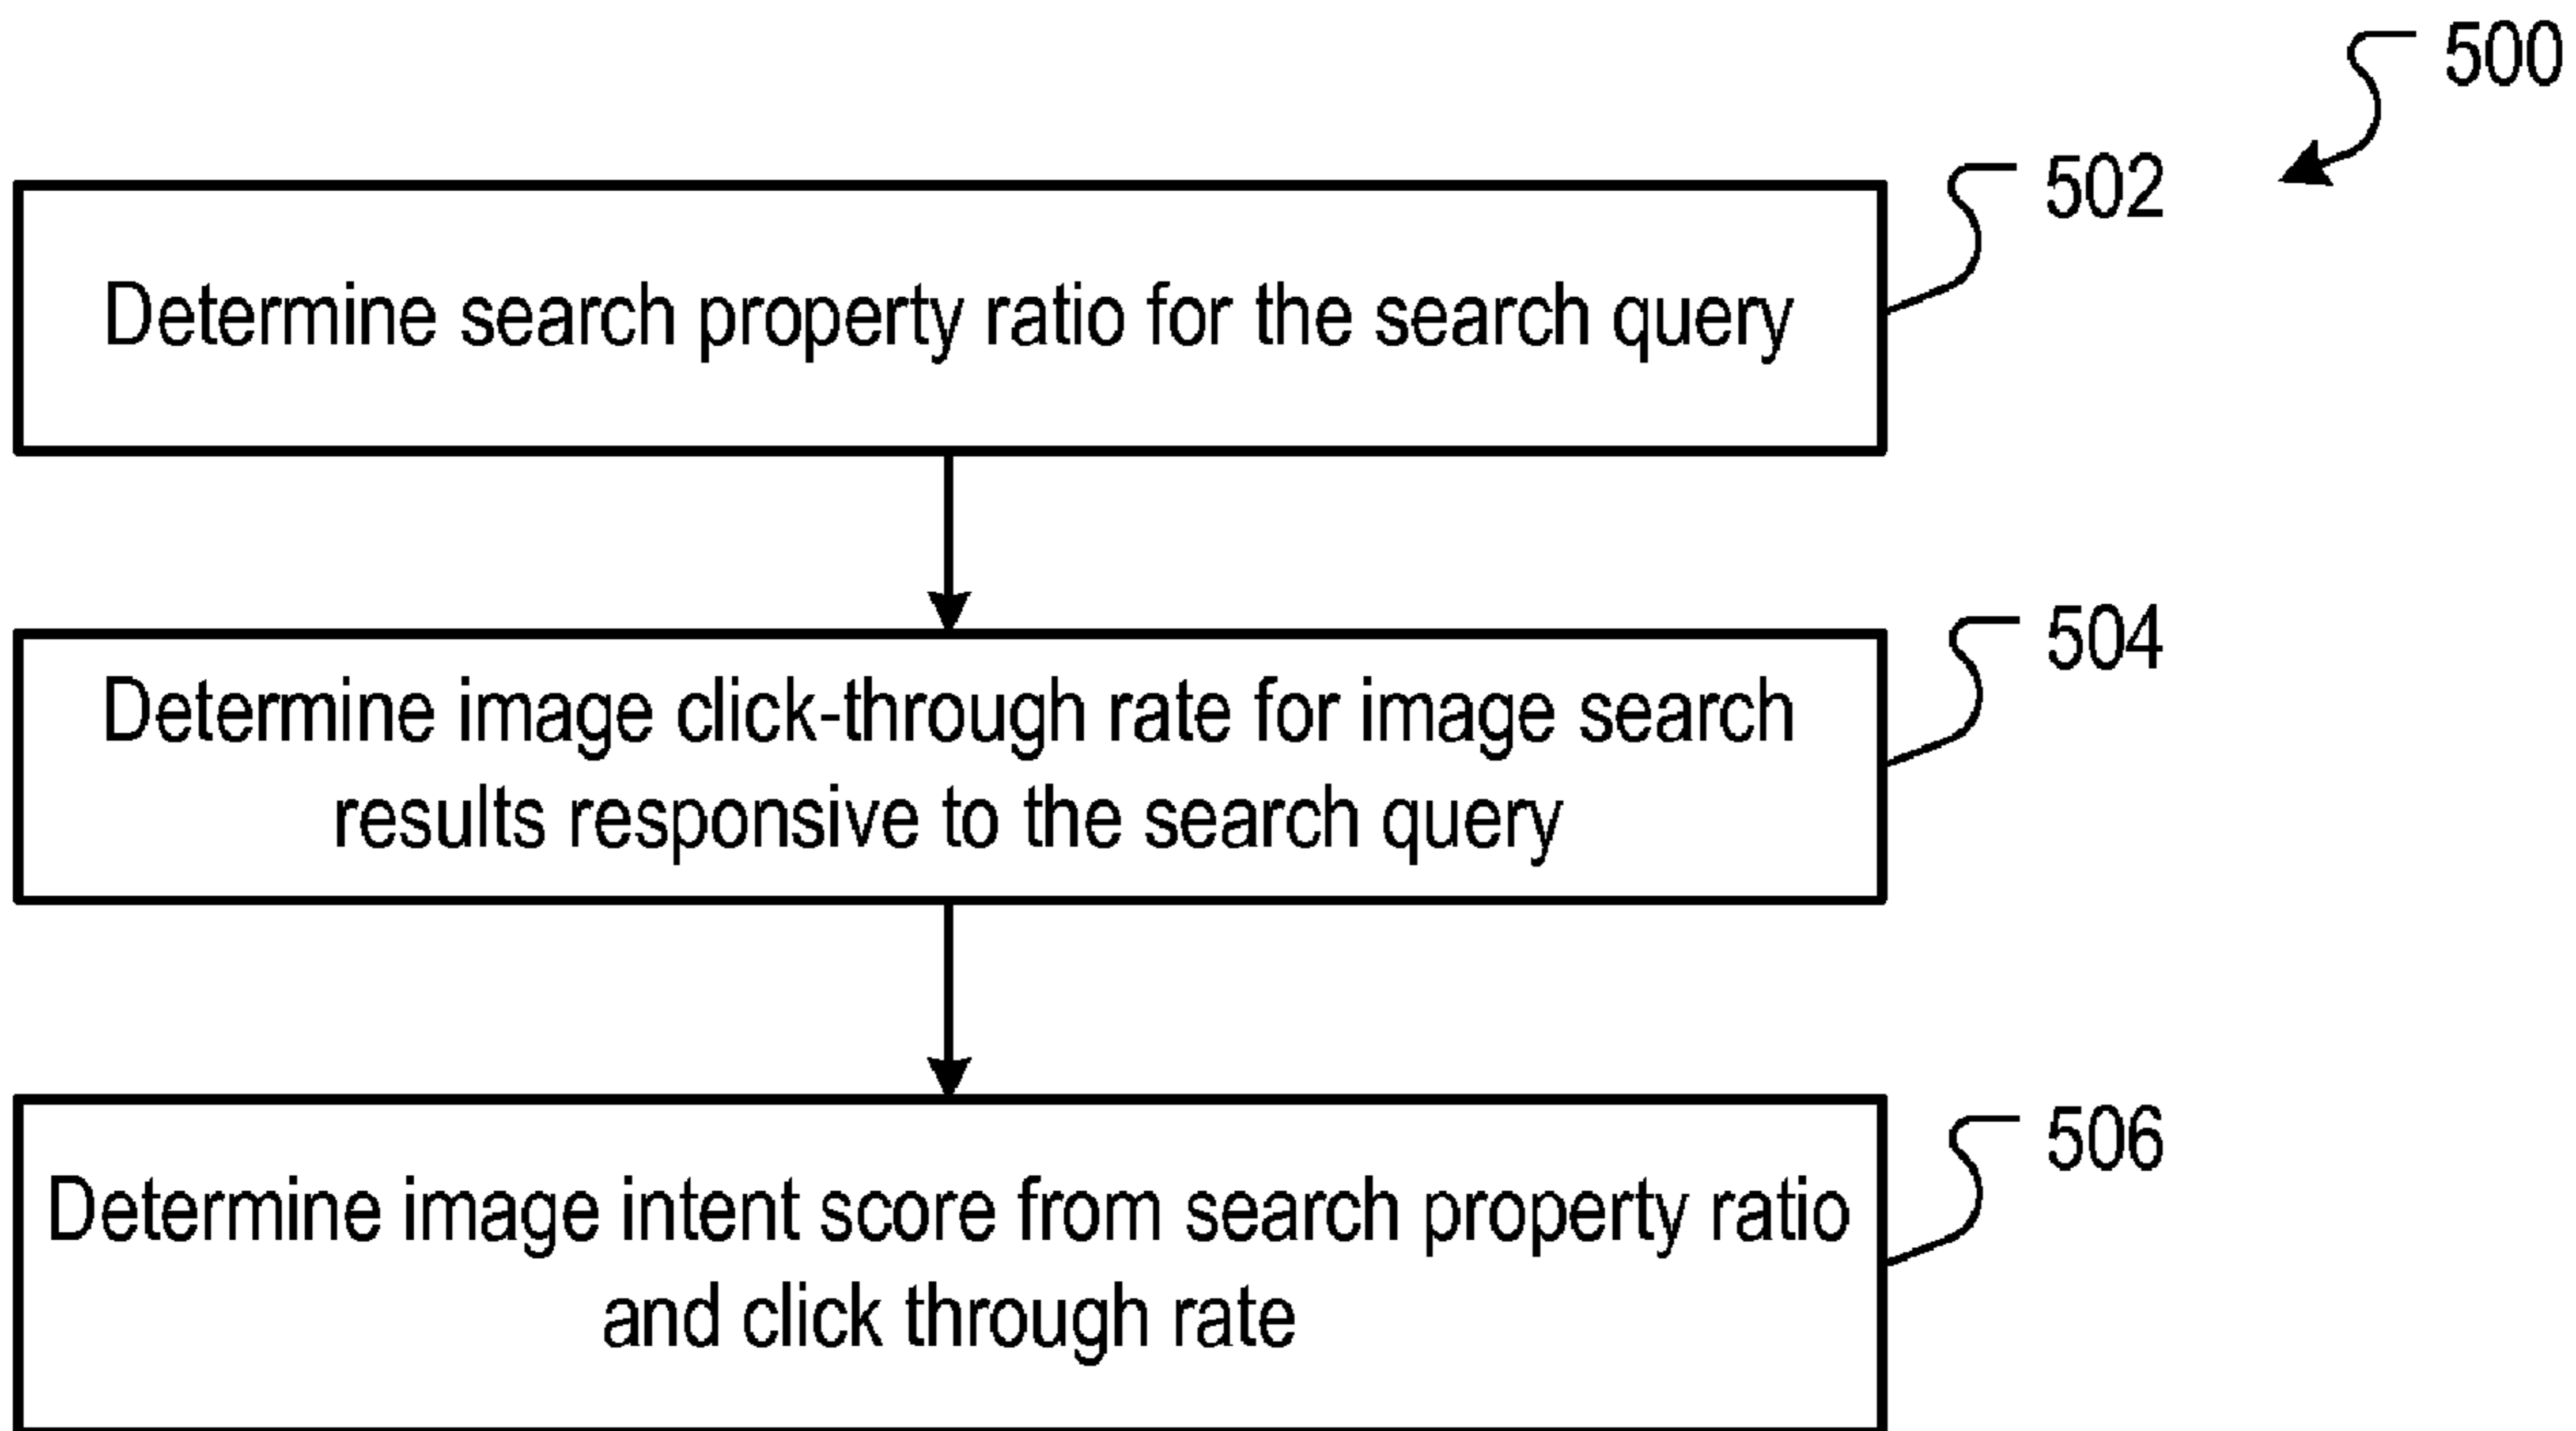 500
502
Determine search property ratio for the search query
504
Determine image click-through rate for image search
results responsive to the search query
506
Determine image intent score from search property ratio
and click through rate